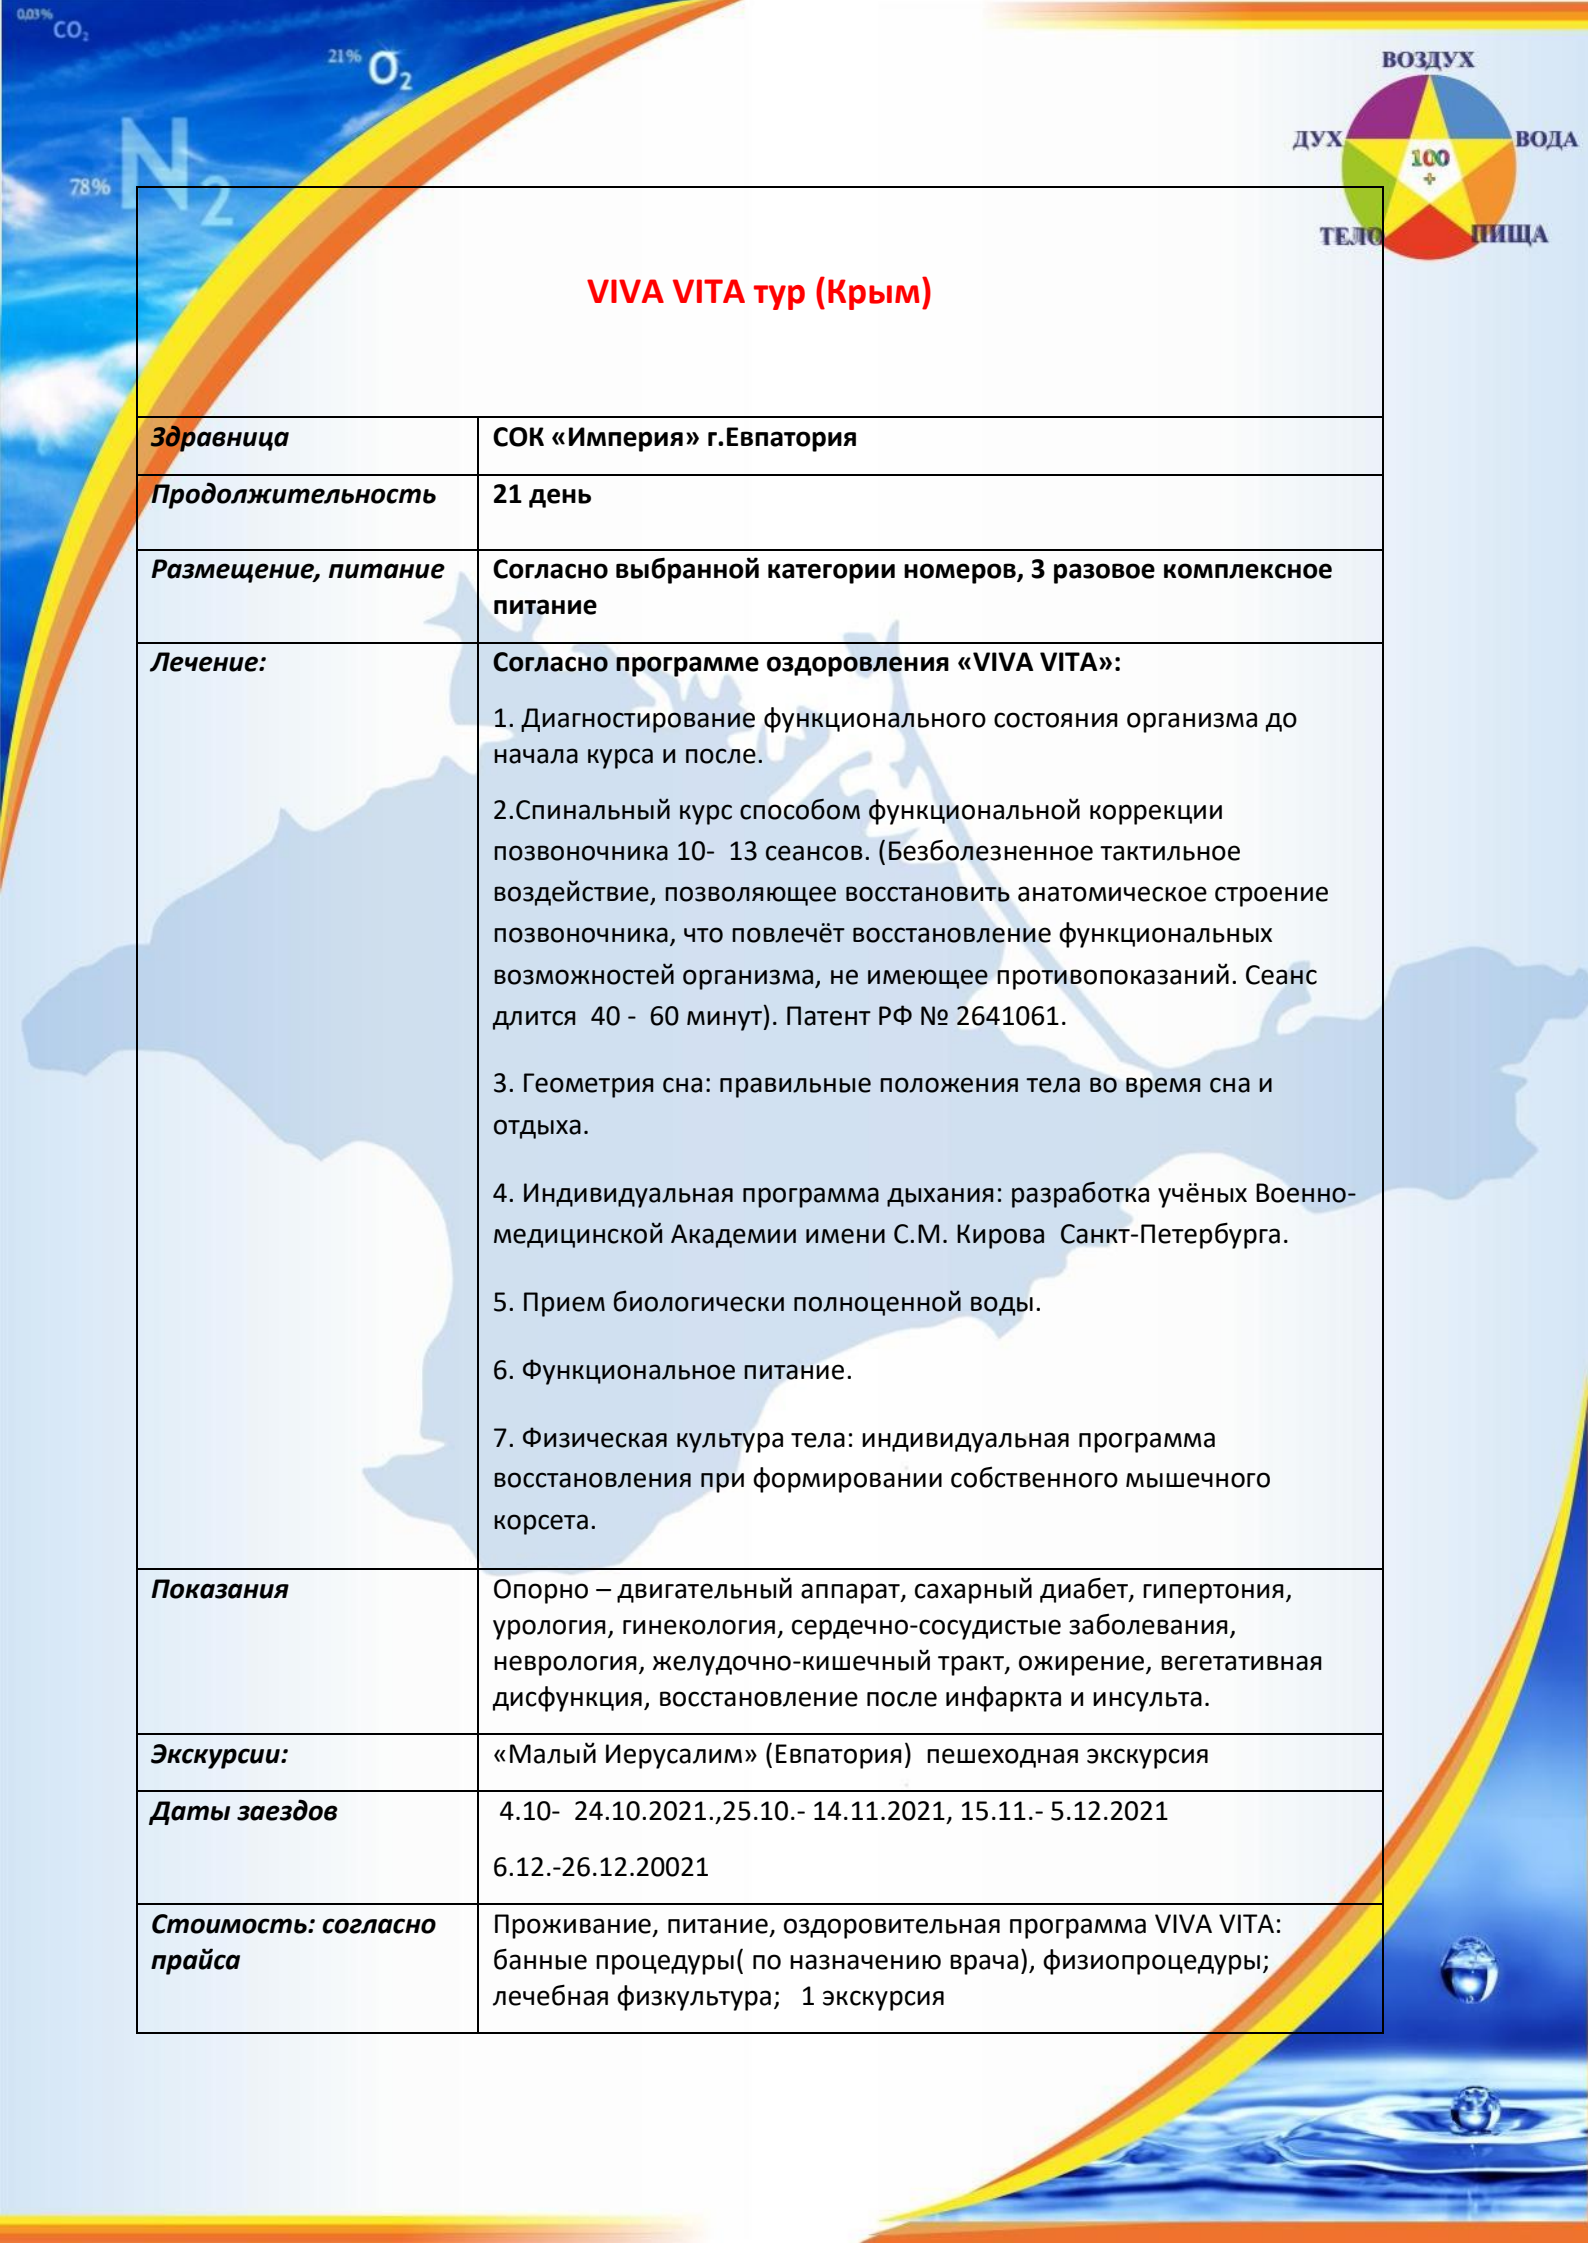 0,03% CO2
21% O2
78% N2
ВОЗДУХ
ДУХ
ВОДА
100
+
ТЕЛО
ПИЩА
VIVA VITA тур (Крым)
Здравница
СОК «Империя» г.Евпатория
Продолжительность
21 день
Размещение, питание
Согласно выбранной категории номеров, 3 разовое комплексное
питание
Лечение:
Согласно программе оздоровления «VIVA VITA»:
1. Диагностирование функционального состояния организма до
начала курса и после.
2.Спинальный курс способом функциональной коррекции
позвоночника 10-  13 сеансов. (Безболезненное тактильное
воздействие, позволяющее восстановить анатомическое строение
позвоночника, что повлечёт восстановление функциональных
возможностей организма, не имеющее противопоказаний. Сеанс
длится  40 -  60 минут). Патент РФ № 2641061.
3. Геометрия сна: правильные положения тела во время сна и
отдыха.
4. Индивидуальная программа дыхания: разработка учёных Военно-
медицинской Академии имени С.М. Кирова  Санкт-Петербурга.
5. Прием биологически полноценной воды.
6. Функциональное питание.
7. Физическая культура тела: индивидуальная программа
восстановления при формировании собственного мышечного
корсета.
Показания
Опорно – двигательный аппарат, сахарный диабет, гипертония,
урология, гинекология, сердечно-сосудистые заболевания,
неврология, желудочно-кишечный тракт, ожирение, вегетативная
дисфункция, восстановление после инфаркта и инсульта.
Экскурсии:
«Малый Иерусалим» (Евпатория)  пешеходная экскурсия
Даты заездов
4.10-  24.10.2021.,25.10.- 14.11.2021, 15.11.- 5.12.2021
6.12.-26.12.20021
Стоимость: согласно
прайса
Проживание, питание, оздоровительная программа VIVA VITA:
банные процедуры( по назначению врача), физиопроцедуры;
лечебная физкультура;   1 экскурсия